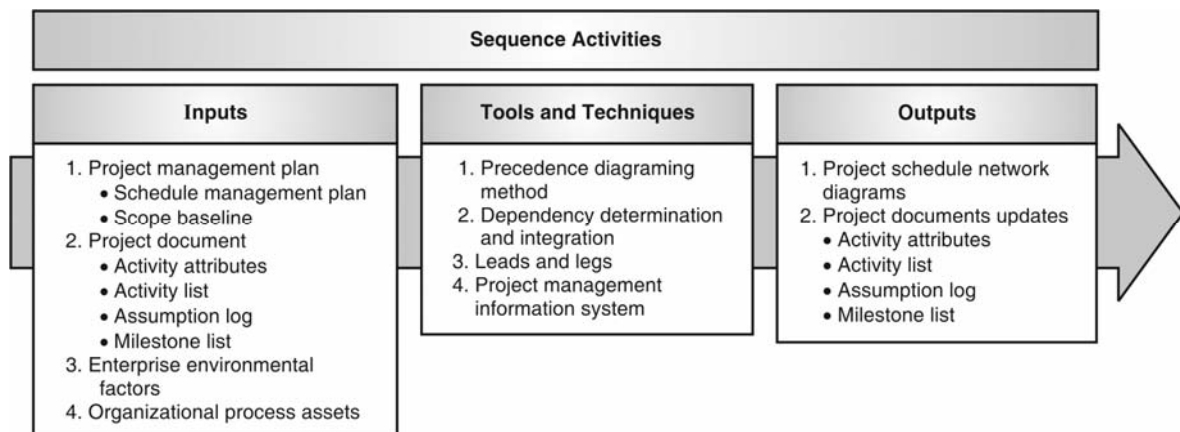 Sequence Activities
Inputs
1. Project management plan
• Schedule management plan
• Scope baseline
2. Project document
• Activity attributes
• Activity list
• Assumption log
• Milestone list
3. Enterprise environmental
factors
4. Organizational process assets
Tools and Techniques
1. Precedence diagraming
method
2. Dependency determination
and integration
3. Leads and legs
4. Project management
information system
Outputs
1. Project schedule network
diagrams
2. Project documents updates
• Activity attributes
• Activity list
• Assumption log
• Milestone list